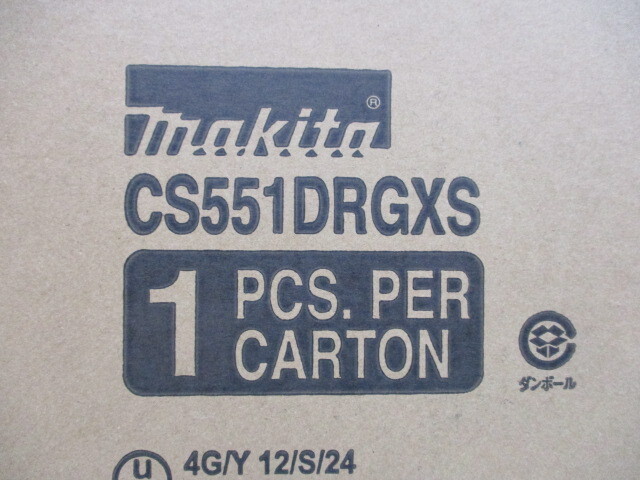 makita®
CS551DRGXS
1 PCS. PER
CARTON
ダンボール
u
4G/Y 12/S/24